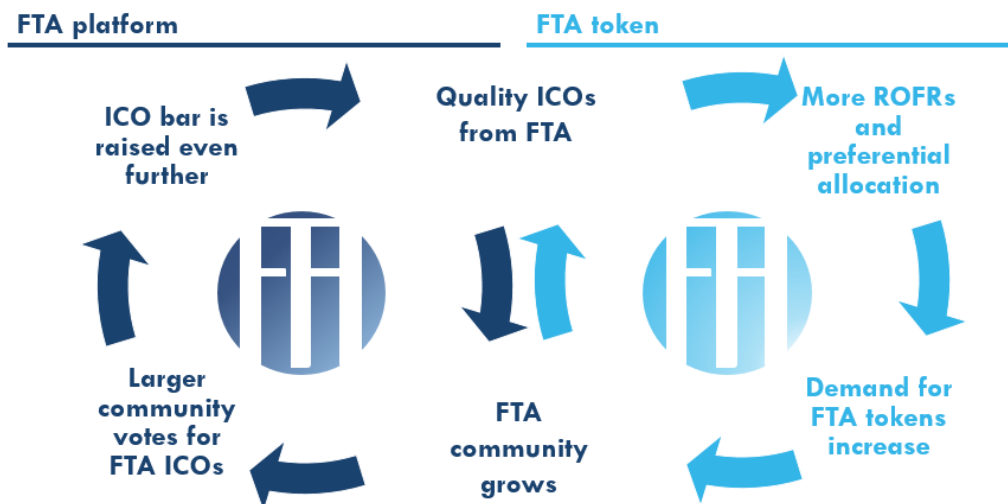 FTA platform
FTA token
ICO bar is
raised even
further
Quality ICOs
from FTA
More ROFRs
and
preferential
allocation
Larger
community
votes for
FTA ICOs
FTA
community
grows
Demand for
FTA tokens
increase